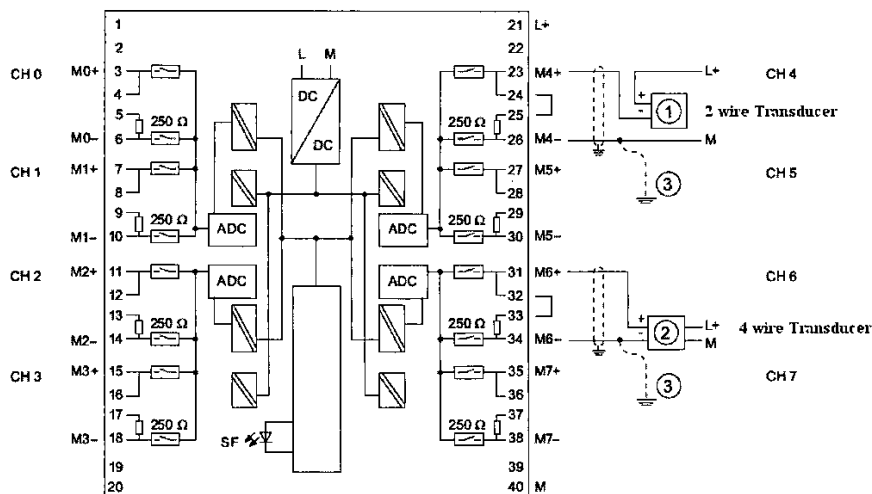 1 21 L+
2 22
L M
CH 0 M0+ 3 23 M4+ L+ CH 4
4 24
DC
1 2 wire Transducer
5 250 Ω 250 Ω 25
M0– 6 26 M4– M
DC
CH 1 M1+ 7 27 M5+ CH 5
8 28
3
9 250 Ω 250 Ω 29
M1– 10 ADC ADC 30 M5–
CH 2 M2+ 11 ADC ADC 31 M6+ CH 6
12 32
13 250 Ω 250 Ω 33 L+
2 4 wire Transducer
M2– 14 34 M6– M
CH 3 M3+ 15 35 M7+ CH 7
3
16 36
17 250 Ω 250 Ω 37
M3– 18 SF 38 M7–
19 39
20 40 M